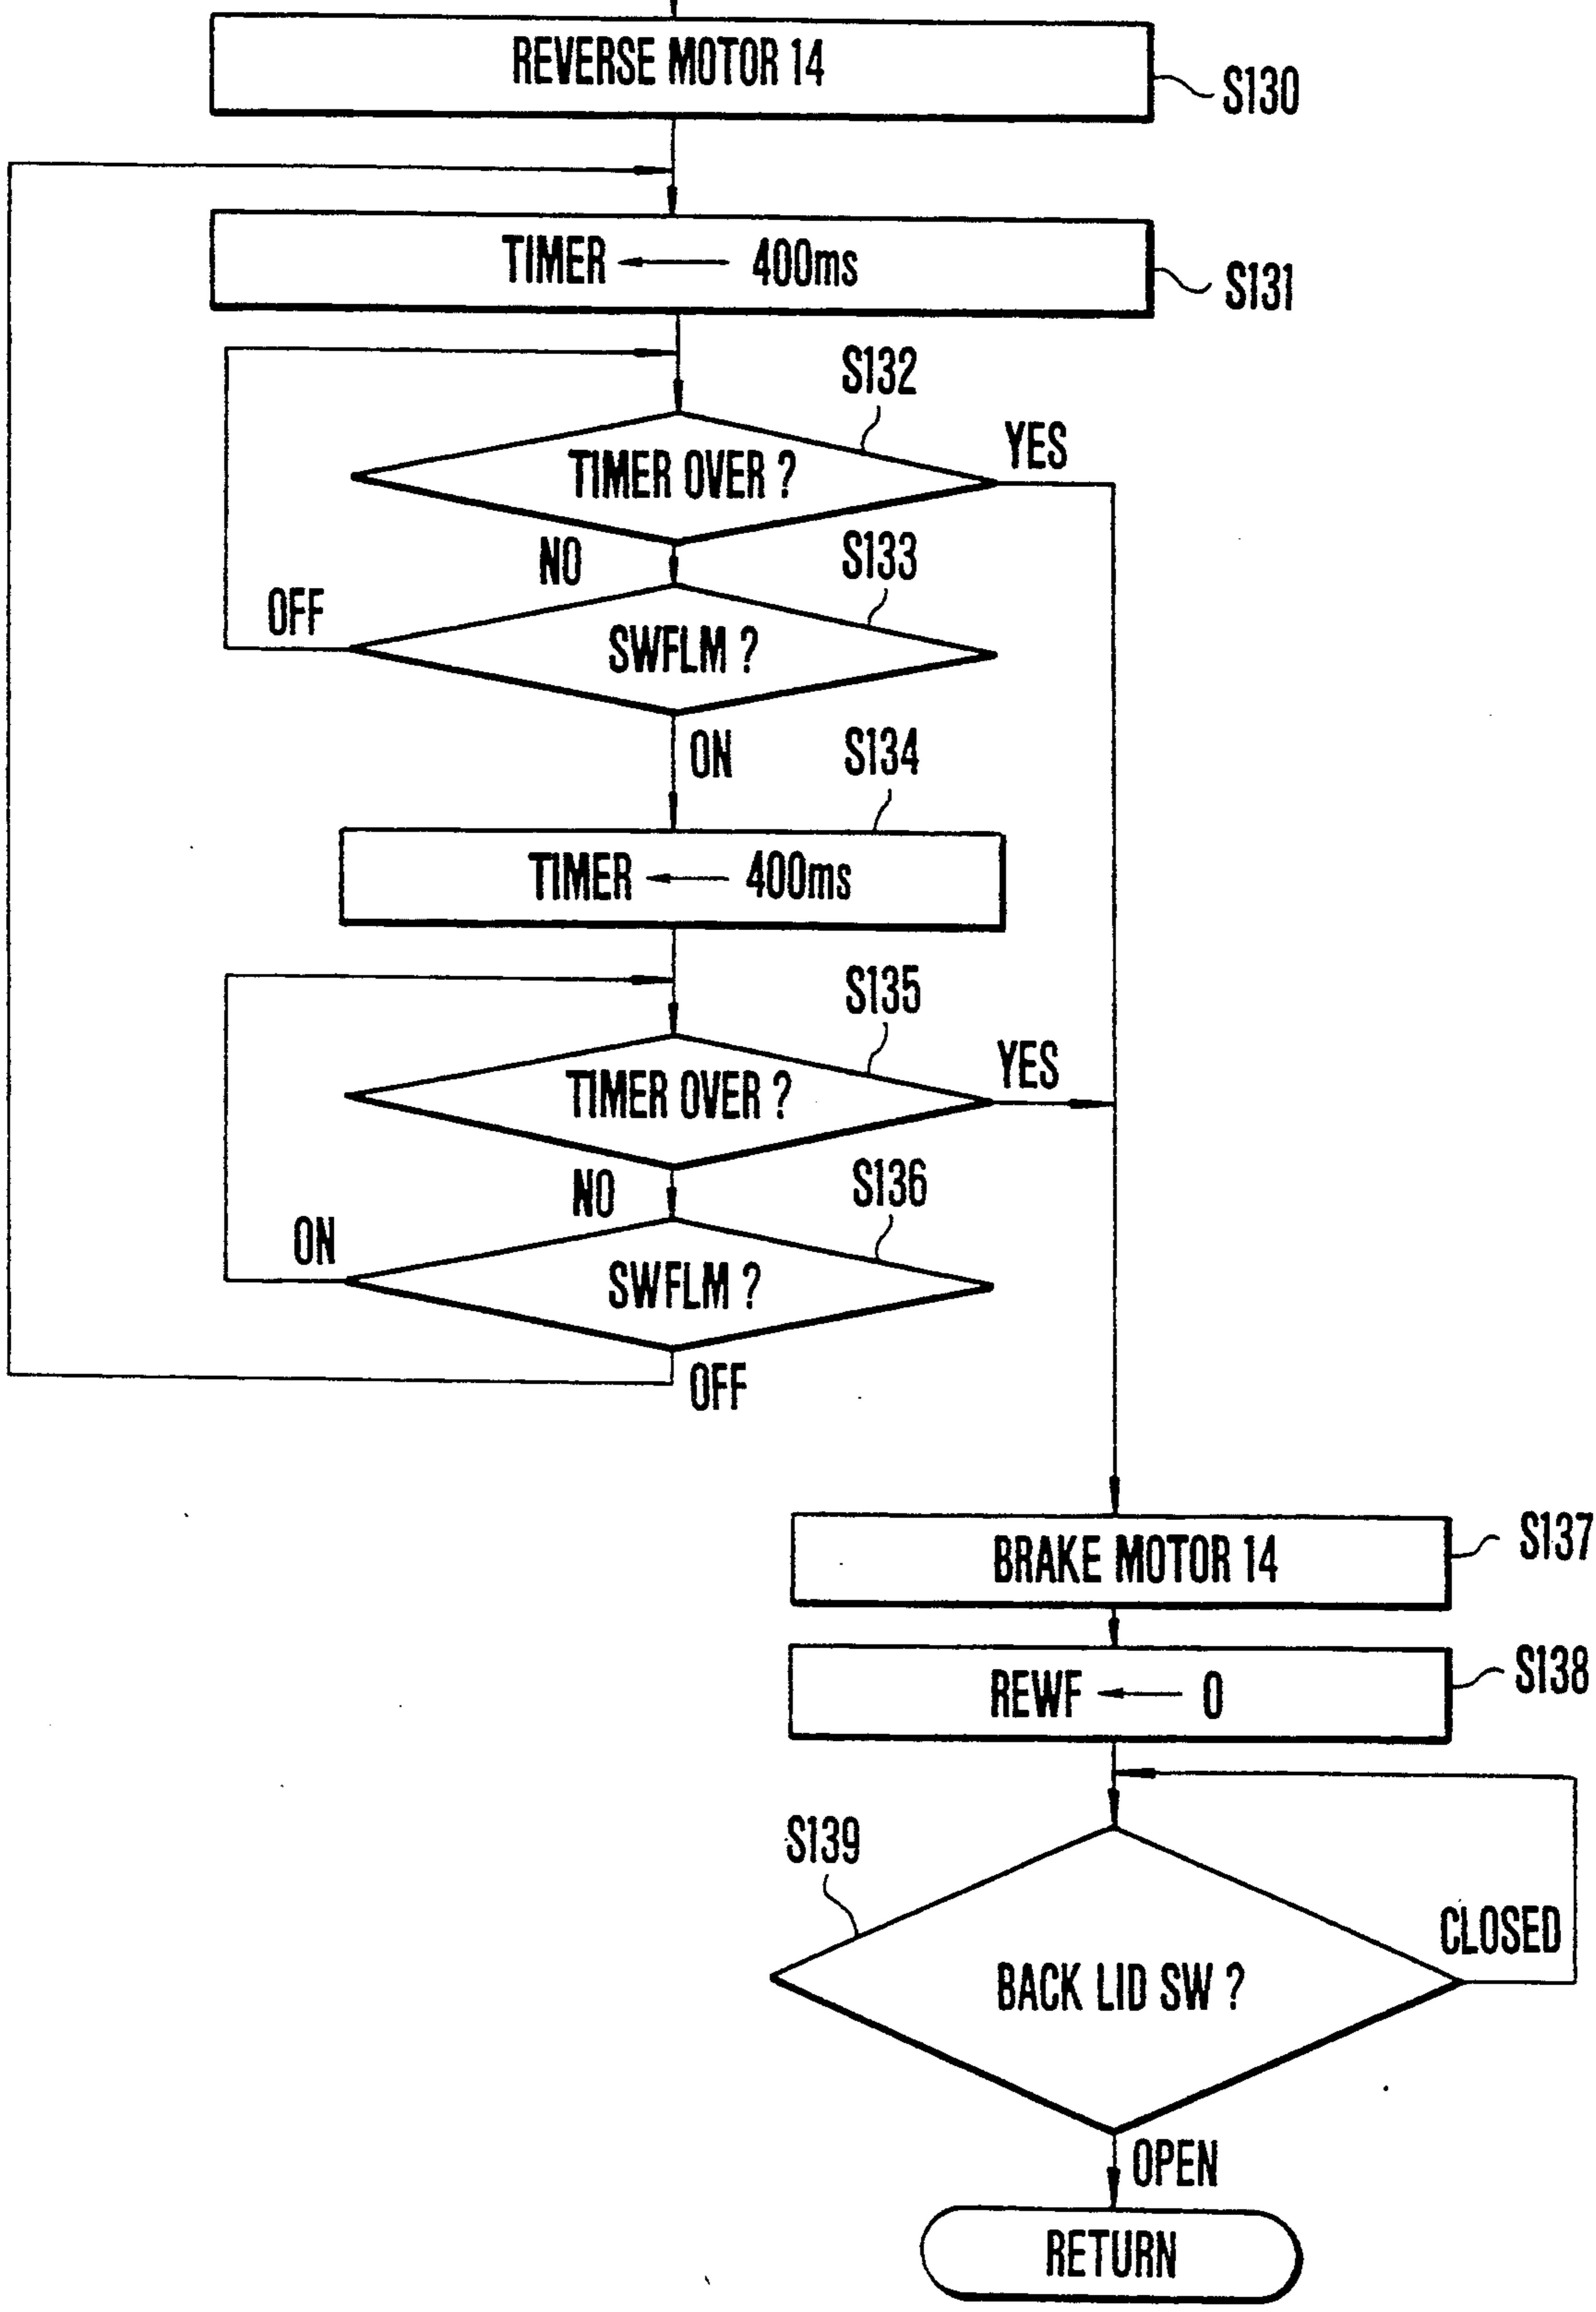 REVERSE MOTOR 14
S130
TIMER ← 400ms
S131
S132
TIMER OVER ?
YES
NO
S133
SWFLM ?
OFF
ON
S134
TIMER ← 400ms
S135
TIMER OVER ?
YES
NO
S136
SWFLM ?
ON
OFF
BRAKE MOTOR 14
S137
REWF ← 0
S138
S139
BACK LID SW ?
CLOSED
OPEN
RETURN